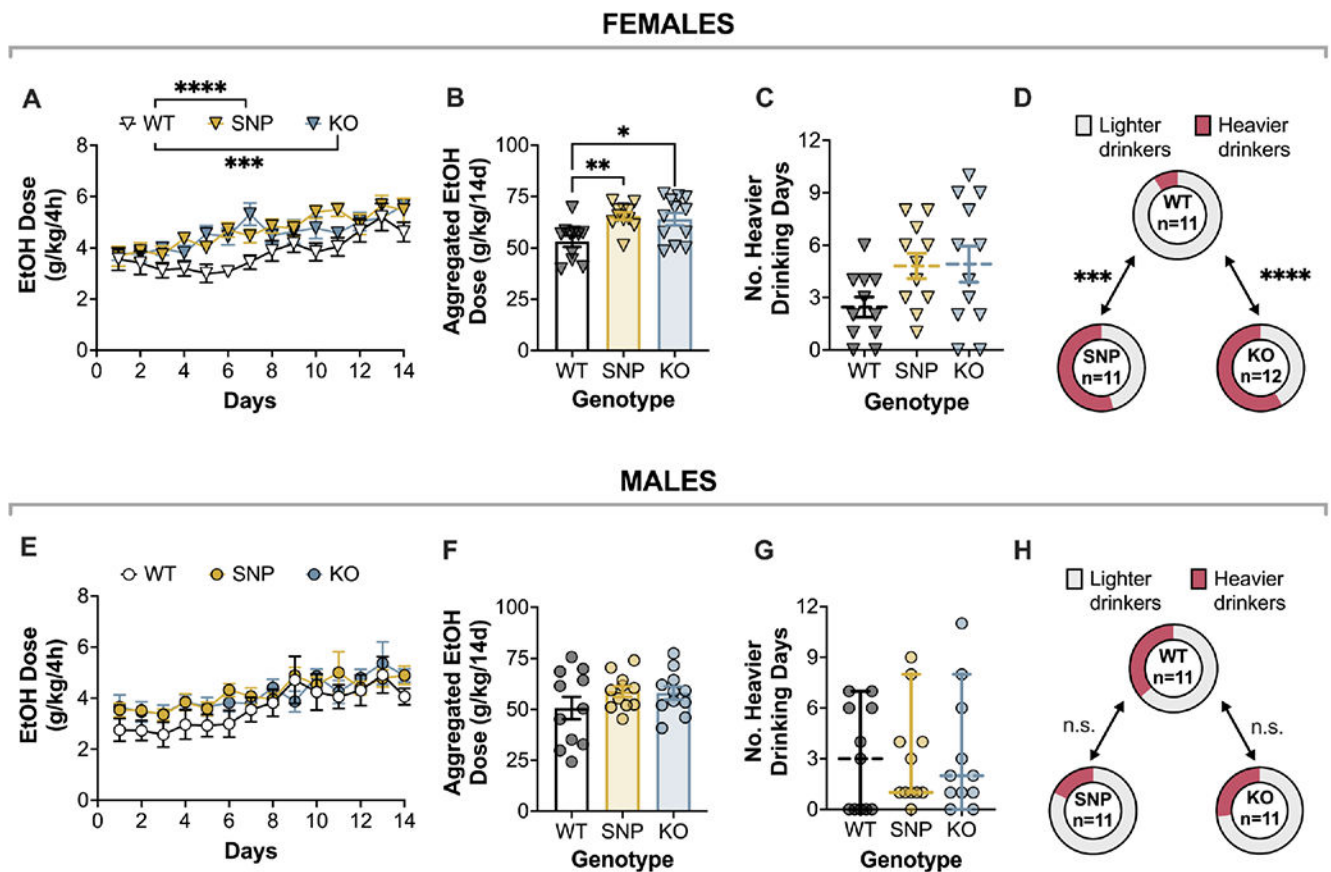 FEMALES
A
****
WT SNP KO
***
EtOH Dose
(g/kg/4h)
8
6
4
2
0
0 2 4 6 8 10 12 14
Days
B
*
**
Aggregated EtOH
Dose (g/kg/14d)
100
75
50
25
0
WT SNP KO
Genotype
C
No. Heavier
Drinking Days
12
9
6
3
0
WT SNP KO
Genotype
D
Lighter
drinkers
Heavier
drinkers
WT
n=11
***
****
SNP
n=11
KO
n=12
MALES
E
WT SNP KO
EtOH Dose
(g/kg/4h)
8
6
4
2
0
0 2 4 6 8 10 12 14
Days
F
Aggregated EtOH
Dose (g/kg/14d)
100
75
50
25
0
WT SNP KO
Genotype
G
No. Heavier
Drinking Days
12
9
6
3
0
WT SNP KO
Genotype
H
Lighter
drinkers
Heavier
drinkers
WT
n=11
n.s.
n.s.
SNP
n=11
KO
n=11